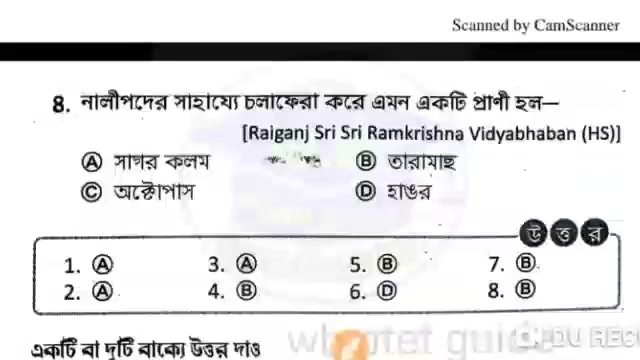 Scanned by CamScanner
8. নালীপদের সাহায্যে চলাফেরা করে এমন একটি প্রাণী হল—
[Raiganj Sri Sri Ramkrishna Vidyabhaban (HS)]
Ⓐ সাগর কলম Ⓑ তারামাছ
Ⓒ অক্টোপাস Ⓓ হাঙর
উ ত্ত র
1. Ⓐ 3. Ⓐ 5. Ⓑ 7. Ⓑ
2. Ⓐ 4. Ⓑ 6. Ⓓ 8. Ⓑ
একটি বা দুটি বাক্যে উত্তর দাও